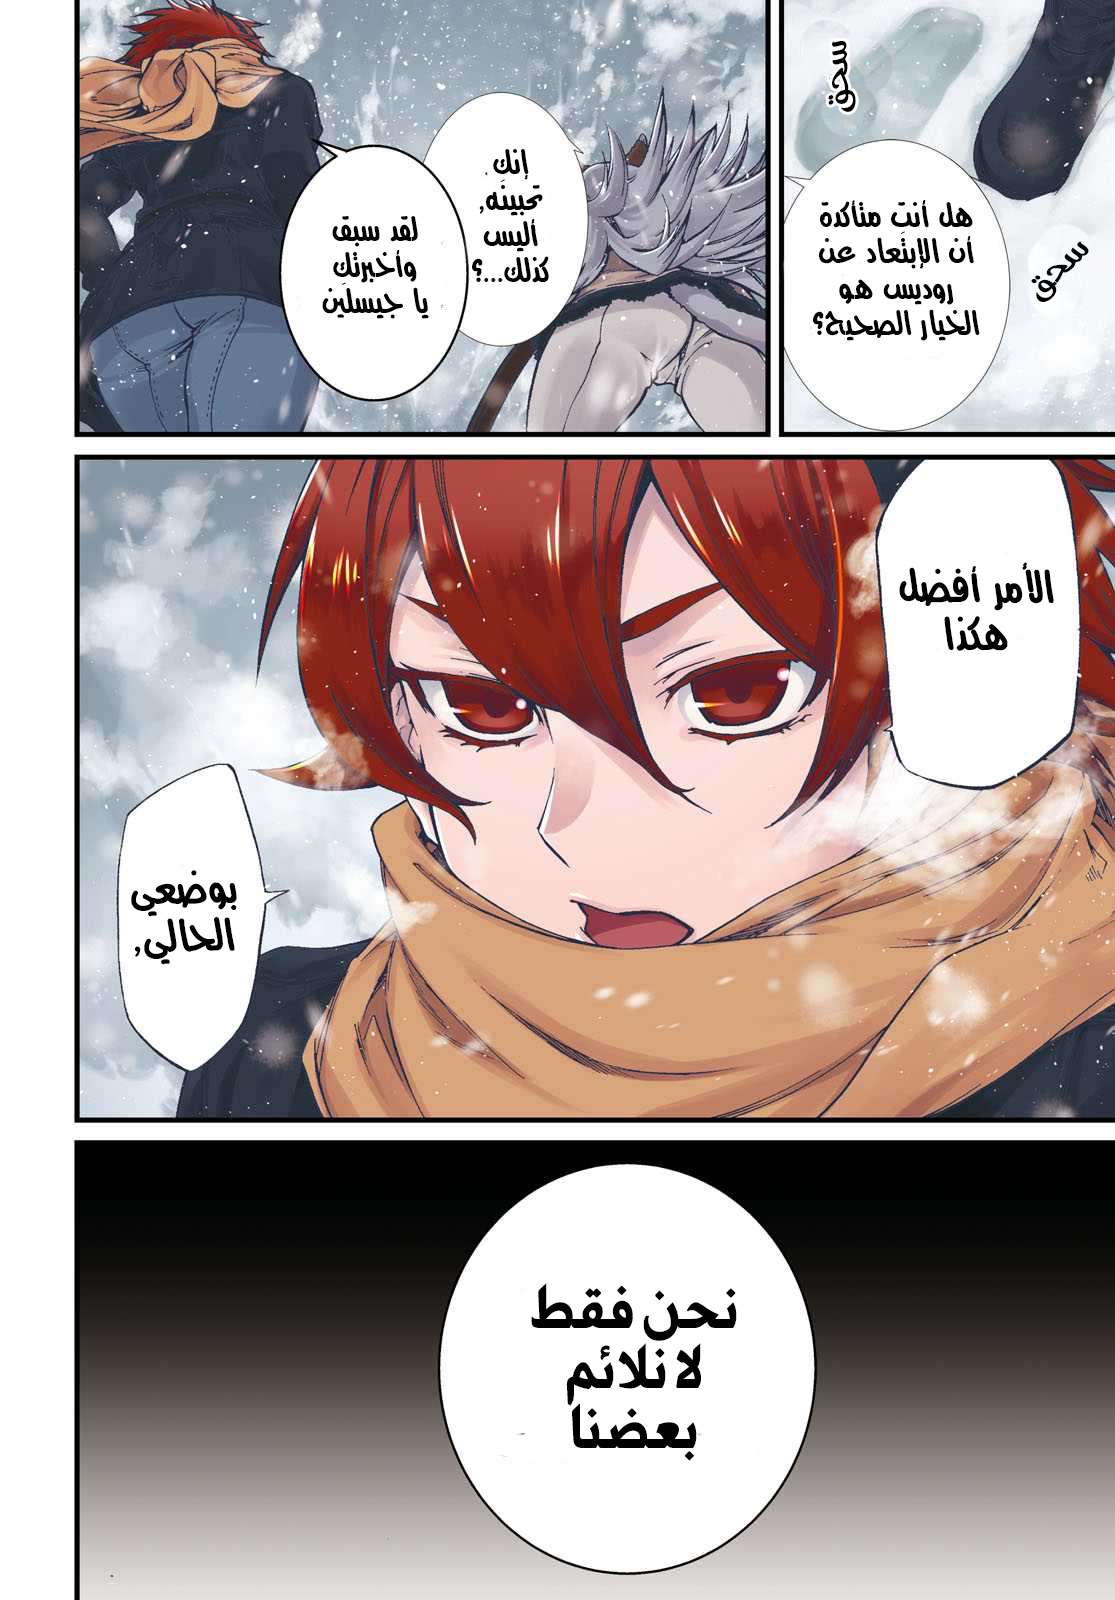 سحق
هل أنتِ متأكدة
أن الإبتعاد عن
روديس هو
الخيار الصحيح؟
سحق
إنك
تحبينه,
أليس
كذلك...؟
لقد سبق
وأخبرتك
يا جيسلين
الأمر أفضل
هكذا
بوضعي
الحالي,
نحن فقط
لا نلائم
بعضنا